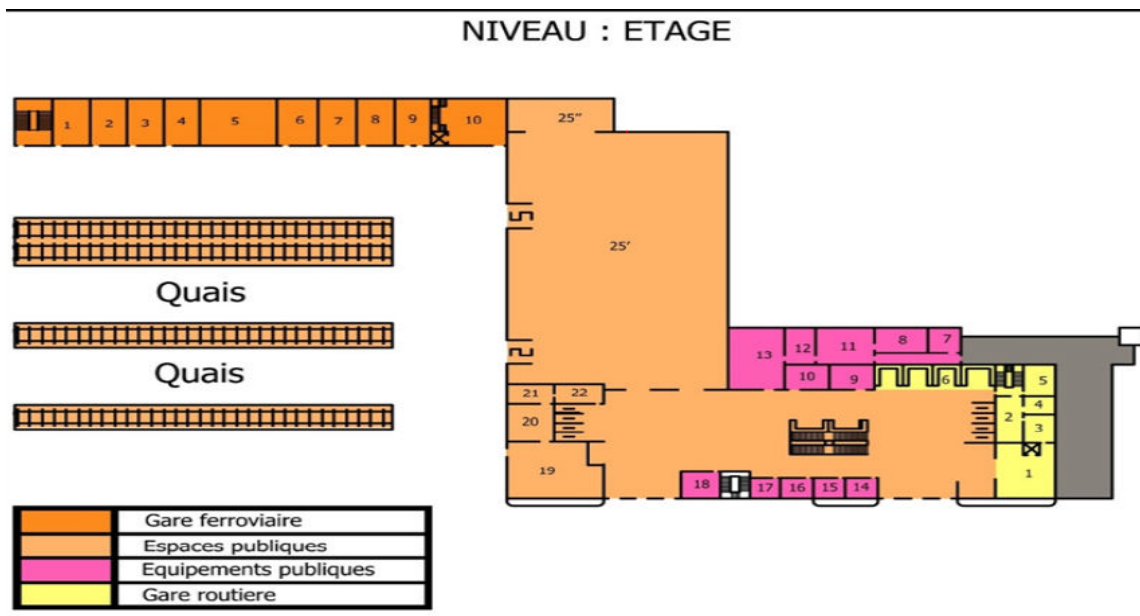 NIVEAU : ETAGE
1 2 3 4 5 6 7 8 9 10 25''
25'
Quais
Quais
13 12 11 8 7
10 9 6 5
21 22
20
2 4
3
19
1
18 17 16 15 14
Gare ferroviaire
Espaces publiques
Equipements publiques
Gare routiere